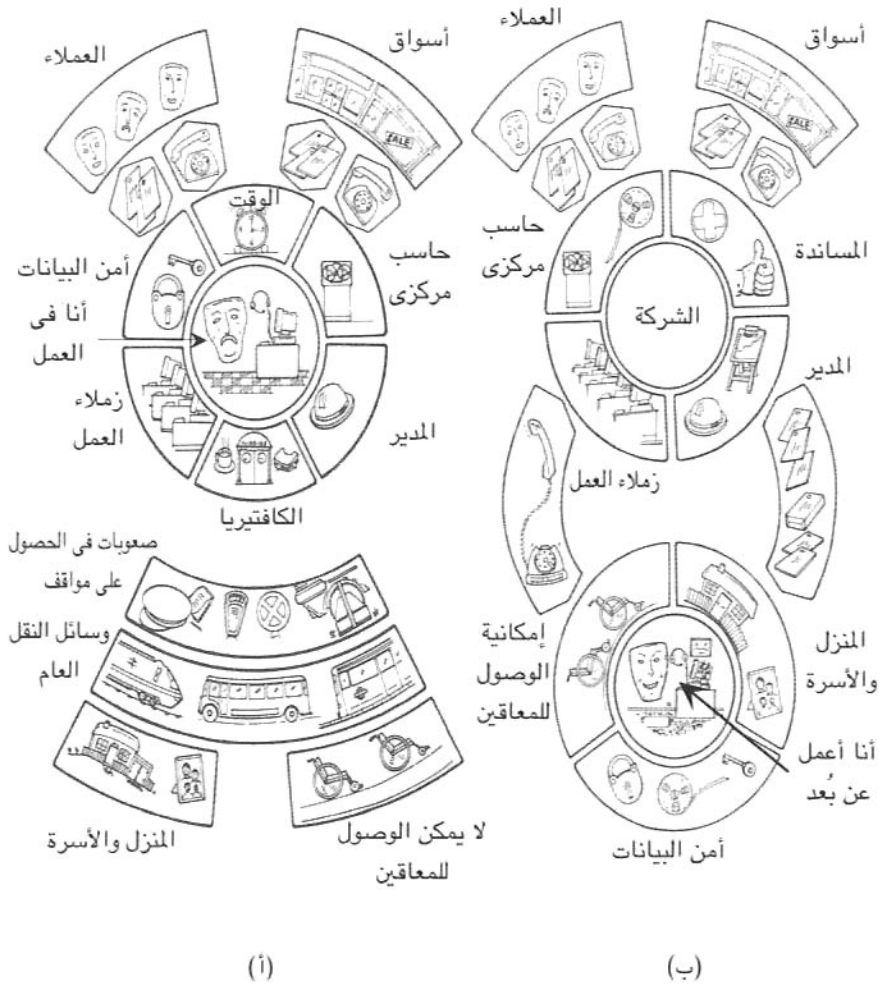 العملاء
أسواق
SALE
الوقت
أمن البيانات
حاسب
مركزى
أنا فى
العمل
زملاء
العمل
المدير
الكافتيريا
صعوبات فى الحصول
على مواقف
وسائل النقل
العام
المنزل والأسرة
لا يمكن الوصول
للمعاقين
(أ)
العملاء
أسواق
SALE
حاسب
مركزى
المساندة
الشركة
المدير
زملاء العمل
إمكانية
الوصول
للمعاقين
المنزل
والأسرة
أنا أعمل
عن بُعد
أمن البيانات
(ب)